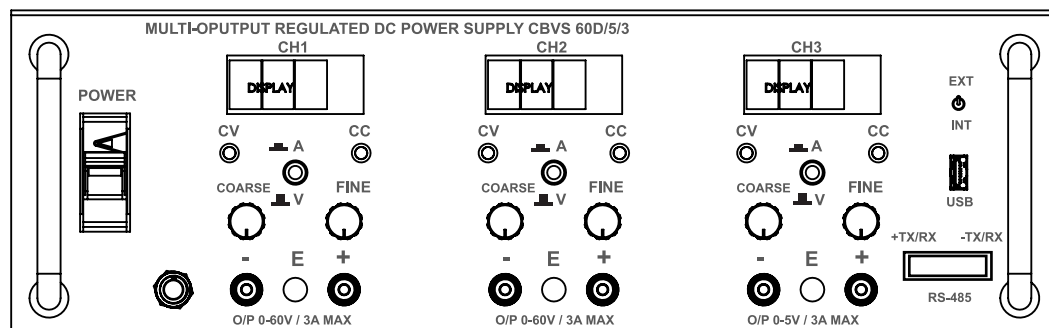 MULTI-OPUTPUT REGULATED DC POWER SUPPLY CBVS 60D/5/3
CH1 CH2 CH3
DISPLAY DISPLAY DISPLAY
POWER
EXT
INT
CV A CC CV A CC CV A CC
COARSE V FINE COARSE V FINE COARSE V FINE
USB
+TX/RX -TX/RX
- E + - E + - E +
RS-485
O/P 0-60V / 3A MAX O/P 0-60V / 3A MAX O/P 0-5V / 3A MAX